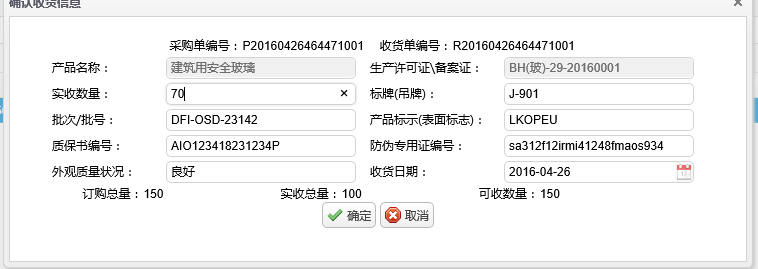 确认收货信息
采购单编号：P20160426464471001 收货单编号：R20160426464471001
产品名称： 建筑用安全玻璃 生产许可证\备案证： BH(玻)-29-20160001
实收数量： 70 × 标牌(吊牌)： J-901
批次/批号： DFI-OSD-23142 产品标示(表面标志)： LKOPEU
质保书编号： AIO123418231234P 防伪专用证编号： sa312f12irmi41248fmaos934
外观质量状况： 良好 收货日期： 2016-04-26
订购总量：150 实收总量：100 可收数量：150
确定 取消